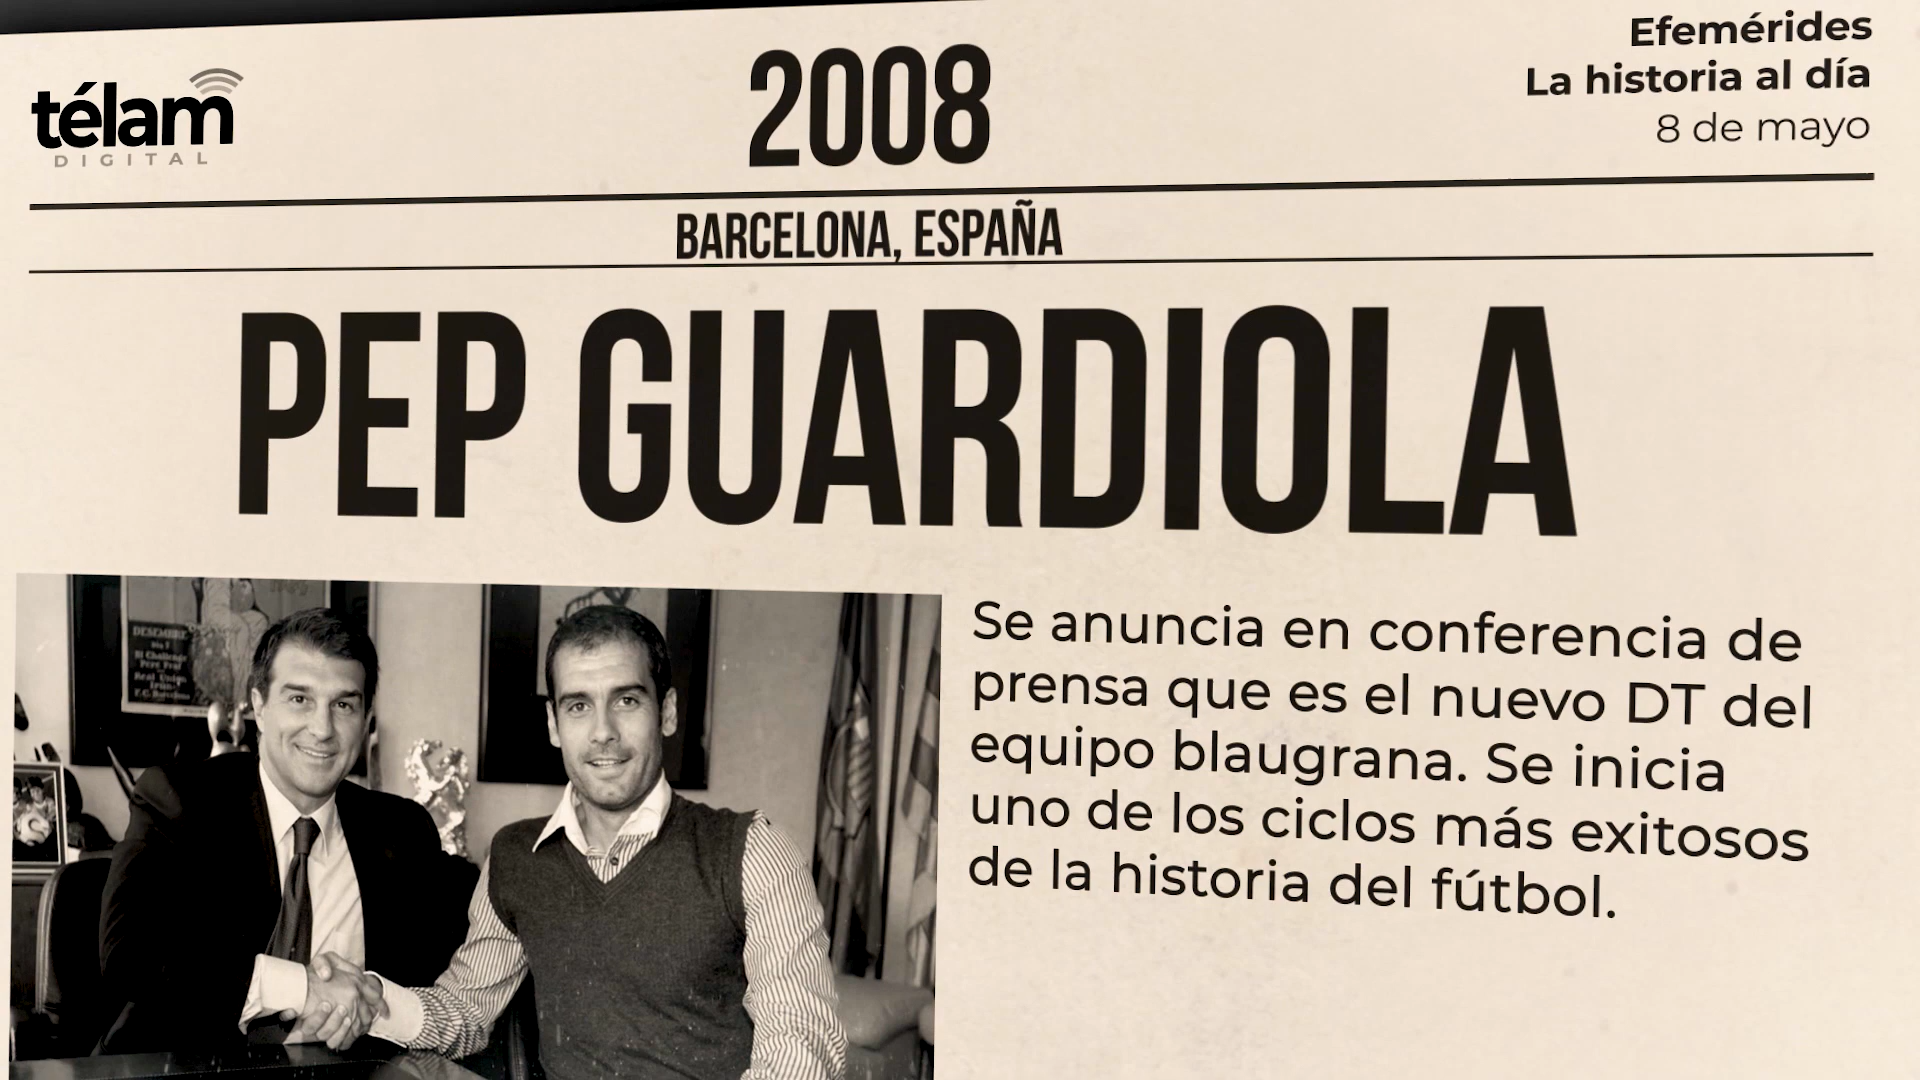 télam
DIGITAL
2008
Efemérides
La historia al día
8 de mayo
BARCELONA, ESPAÑA
PEP GUARDIOLA
Se anuncia en conferencia de
prensa que es el nuevo DT del
equipo blaugrana. Se inicia
uno de los ciclos más exitosos
de la historia del fútbol.
DESEMBRE